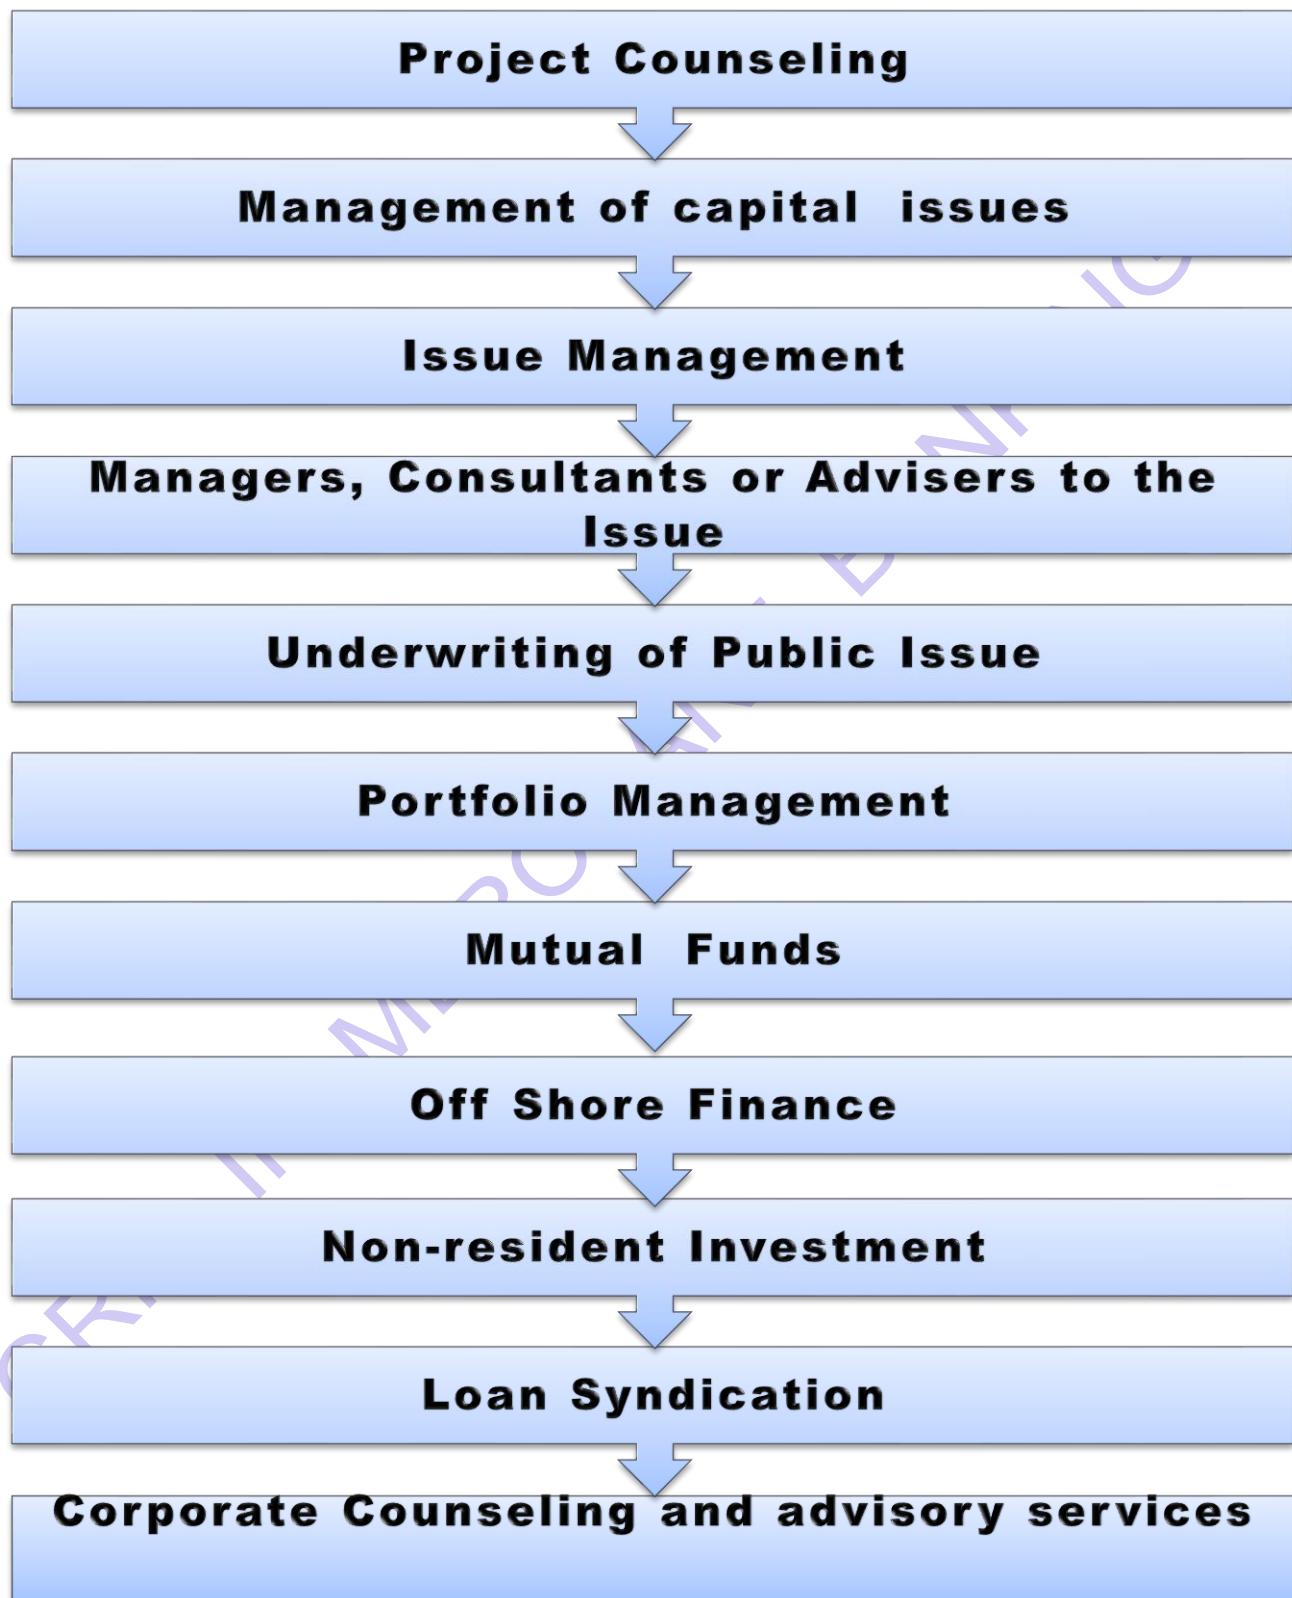 Project Counseling
Management of capital issues
Issue Management
Managers, Consultants or Advisers to the
Issue
Underwriting of Public Issue
Portfolio Management
Mutual Funds
Off Shore Finance
Non-resident Investment
Loan Syndication
Corporate Counseling and advisory services